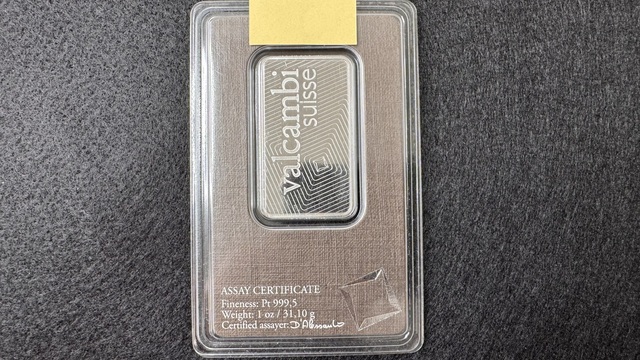 valcambi
suisse
ASSAY CERTIFICATE
Fineness: Pt 999,5
Weight: 1 oz / 31,10 g
Certified assayer: